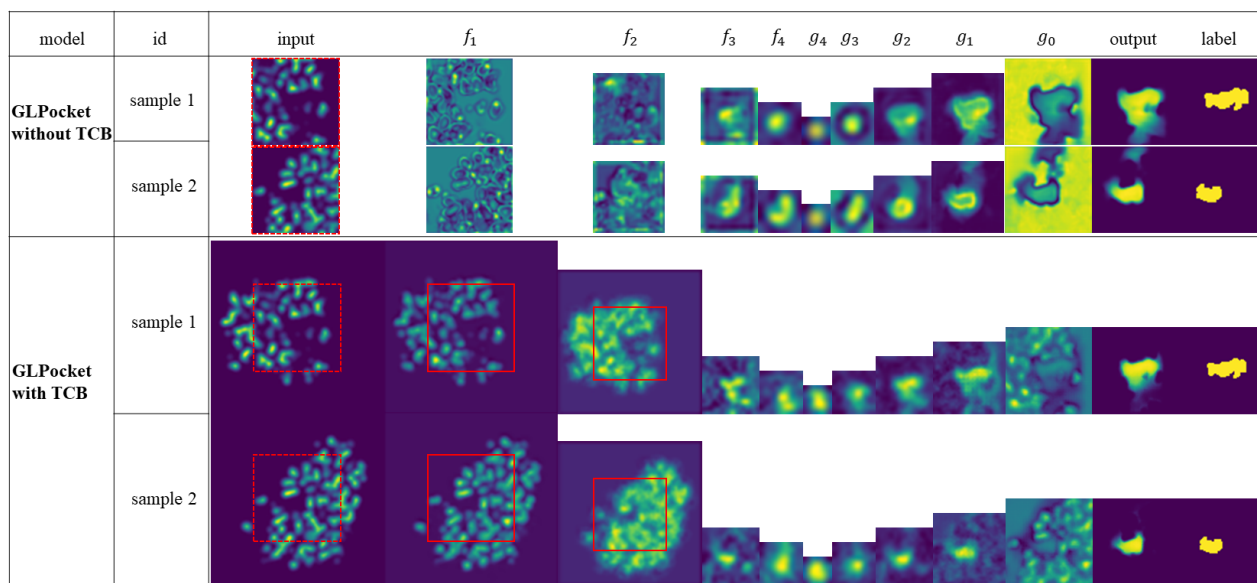 model id input f₁ f₂ f₃ f₄ g₄ g₃ g₂ g₁ g₀ output label
GLPocket
without TCB
sample 1
sample 2
GLPocket
with TCB
sample 1
sample 2